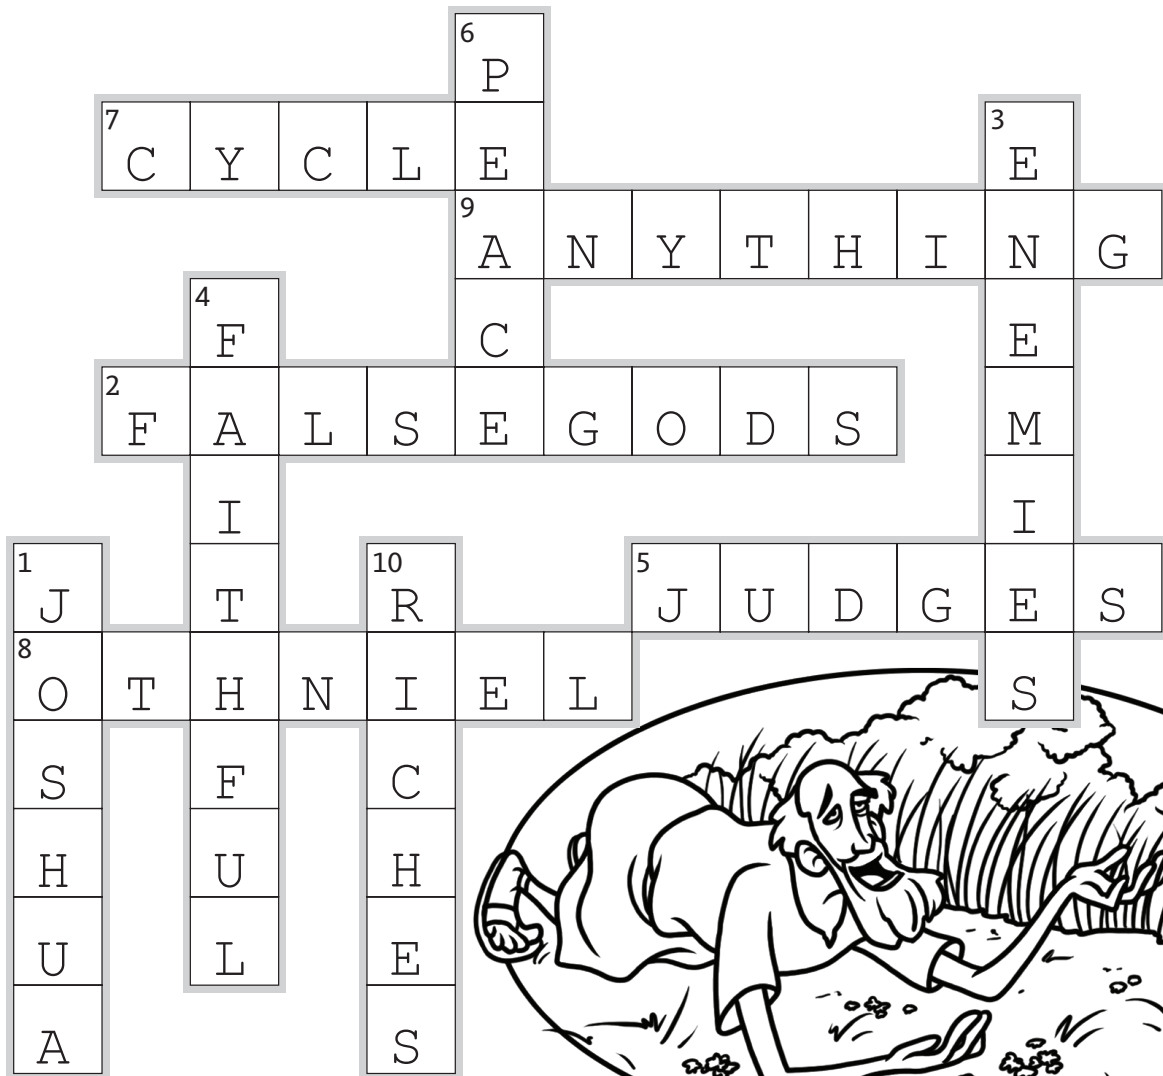 6
P
7 3
C Y C L E E
9
A N Y T H I N G
4
F C E
2
F A L S E G O D S M
I I
1 10 5
J T R J U D G E S
8
O T H N I E L S
S F C
H U H
U L E
A S